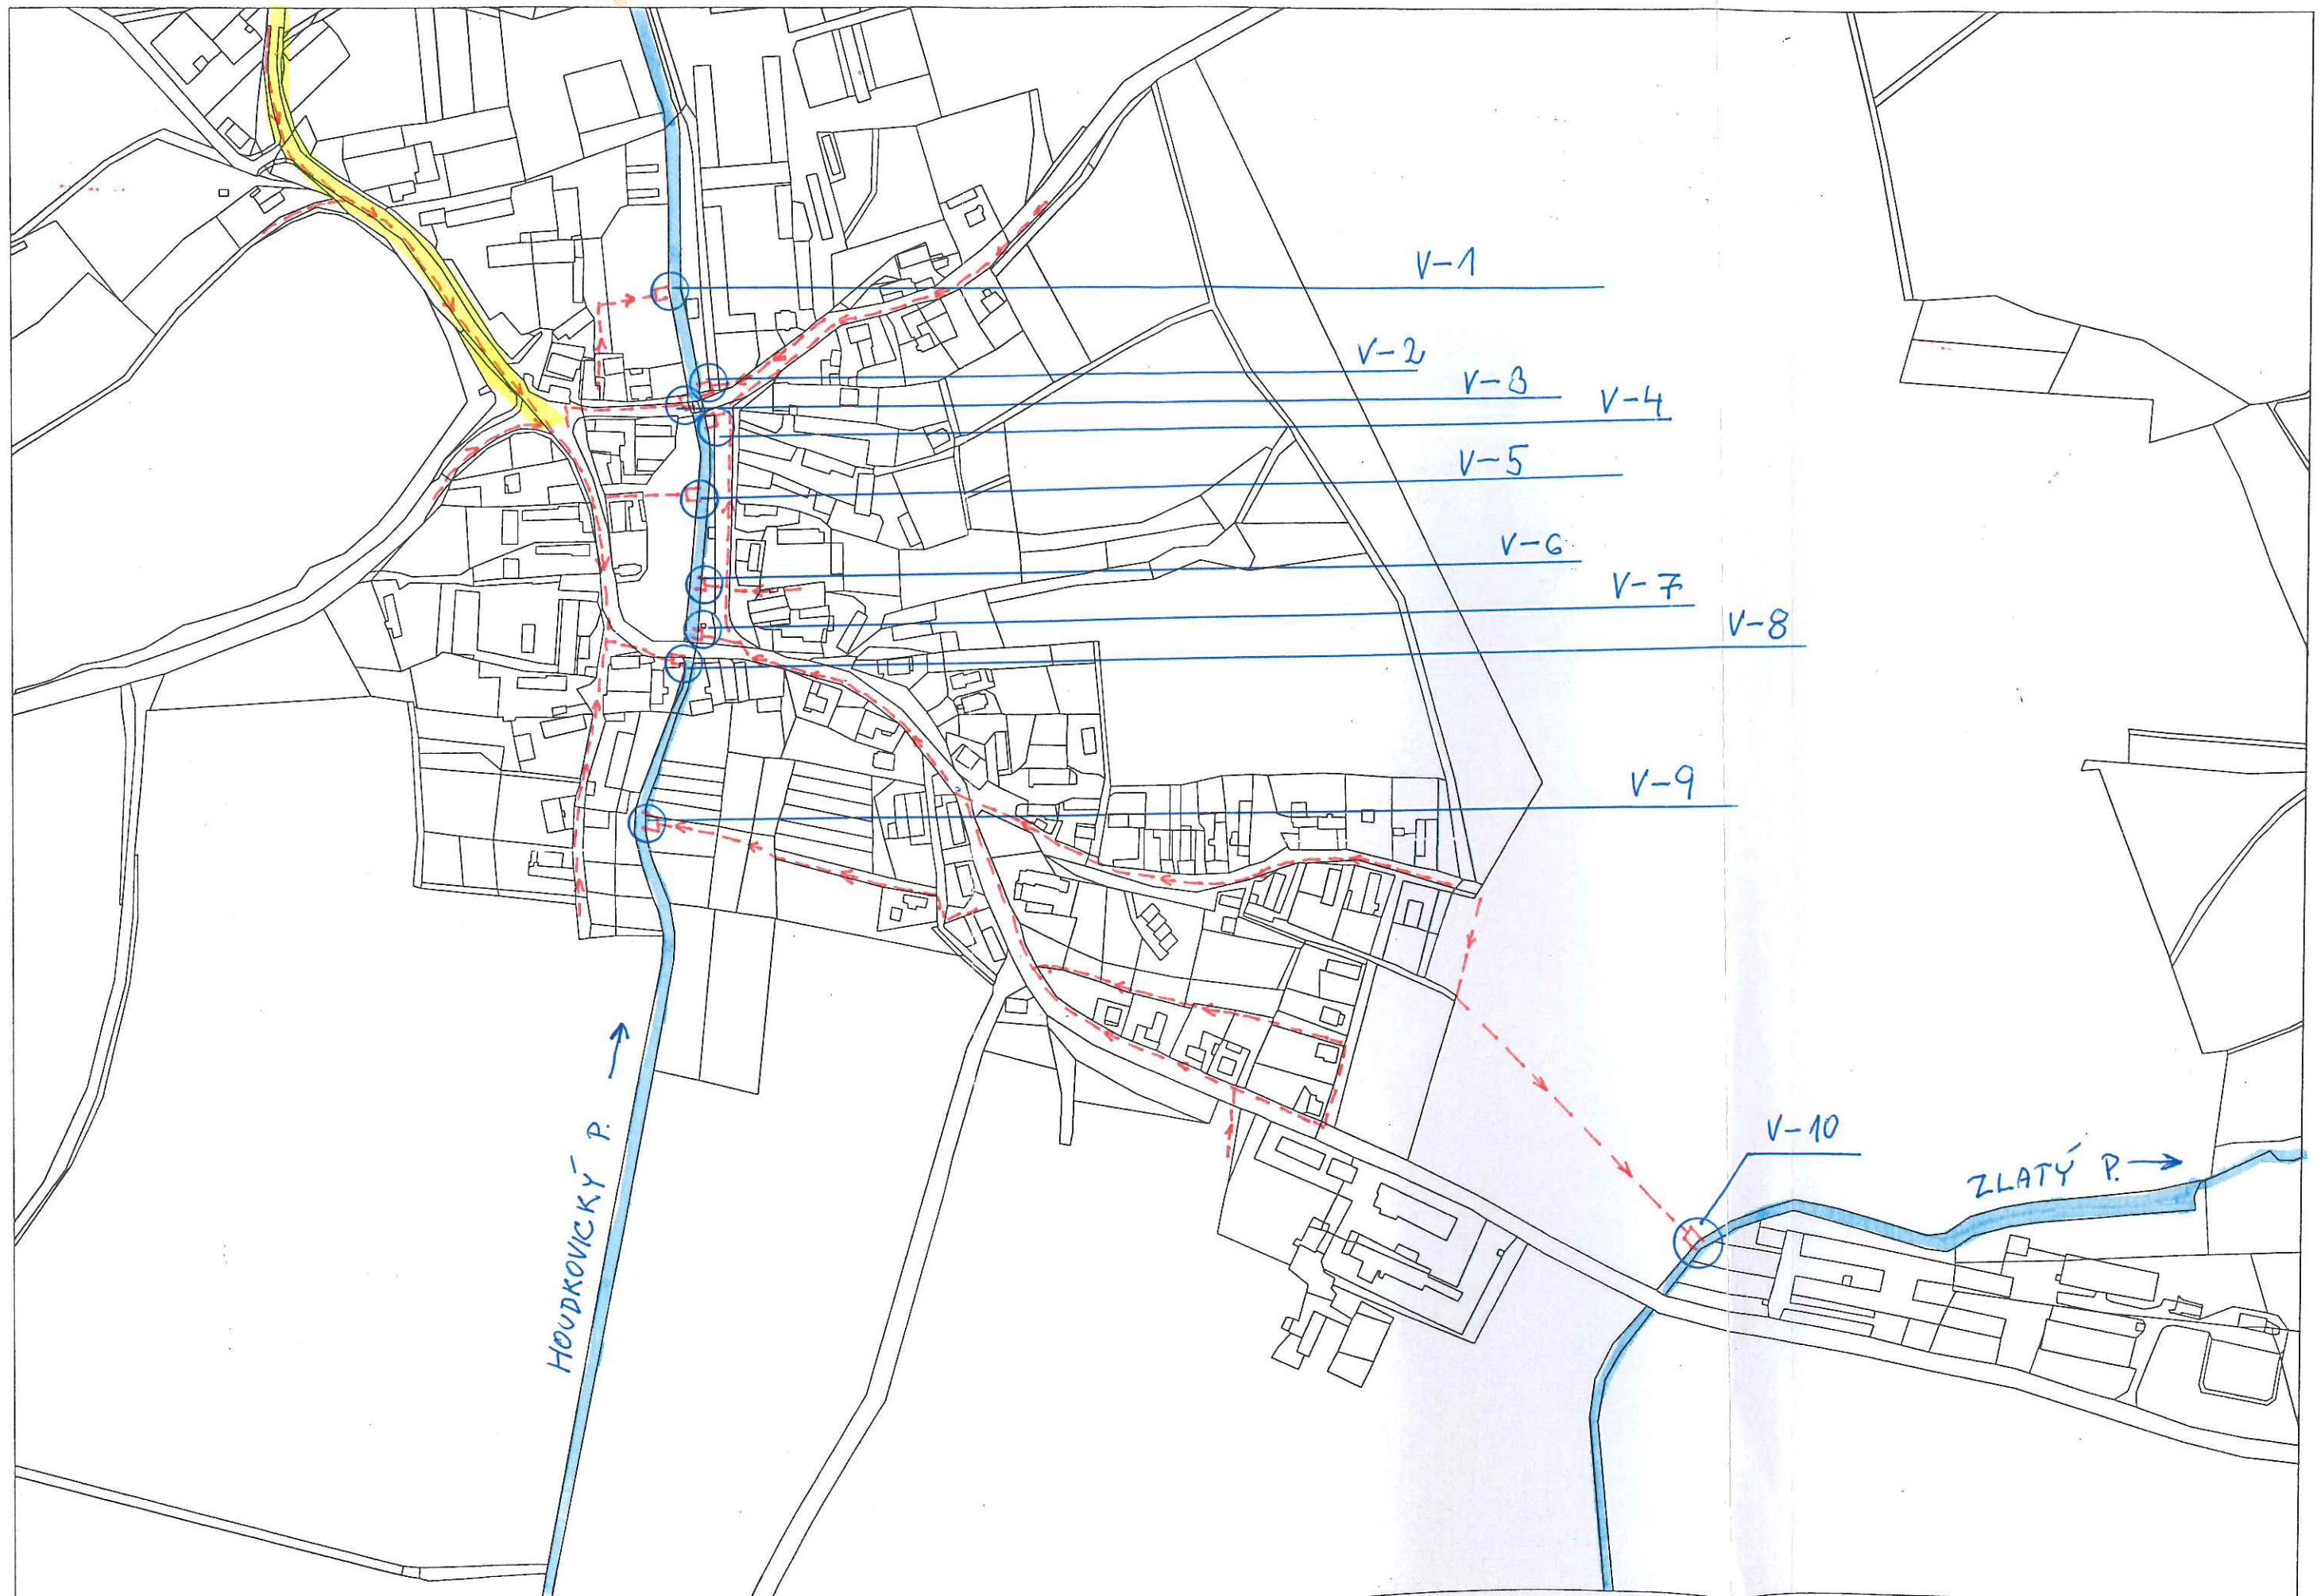 V-1
V-2
V-3
V-4
V-5
V-6
V-7
V-8
V-9
V-10
ZLATÝ P.
HOUDKOVICKÝ P.